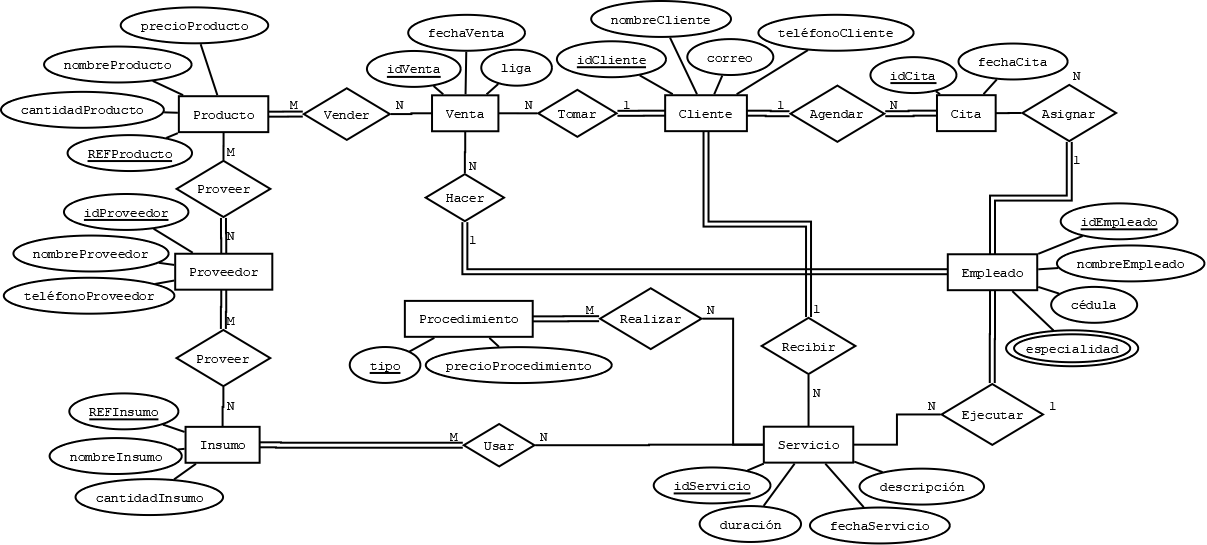 precioProducto
nombreProducto
cantidadProducto
REFProducto
Producto
M
Vender
N
fechaVenta
idVenta
liga
Venta
N
Tomar
1
nombreCliente
idCliente
correo
teléfonoCliente
Cliente
1
Agendar
N
idCita
fechaCita
Cita
N
Asignar
1
M
Proveer
N
idProveedor
nombreProveedor
teléfonoProveedor
Proveedor
N
Hacer
1
idEmpleado
nombreEmpleado
cédula
especialidad
Empleado
M
Proveer
N
Procedimiento
M
Realizar
N
tipo
precioProcedimiento
1
Recibir
N
N
Ejecutar
1
REFInsumo
nombreInsumo
cantidadInsumo
Insumo
M
Usar
N
Servicio
idServicio
duración
fechaServicio
descripción